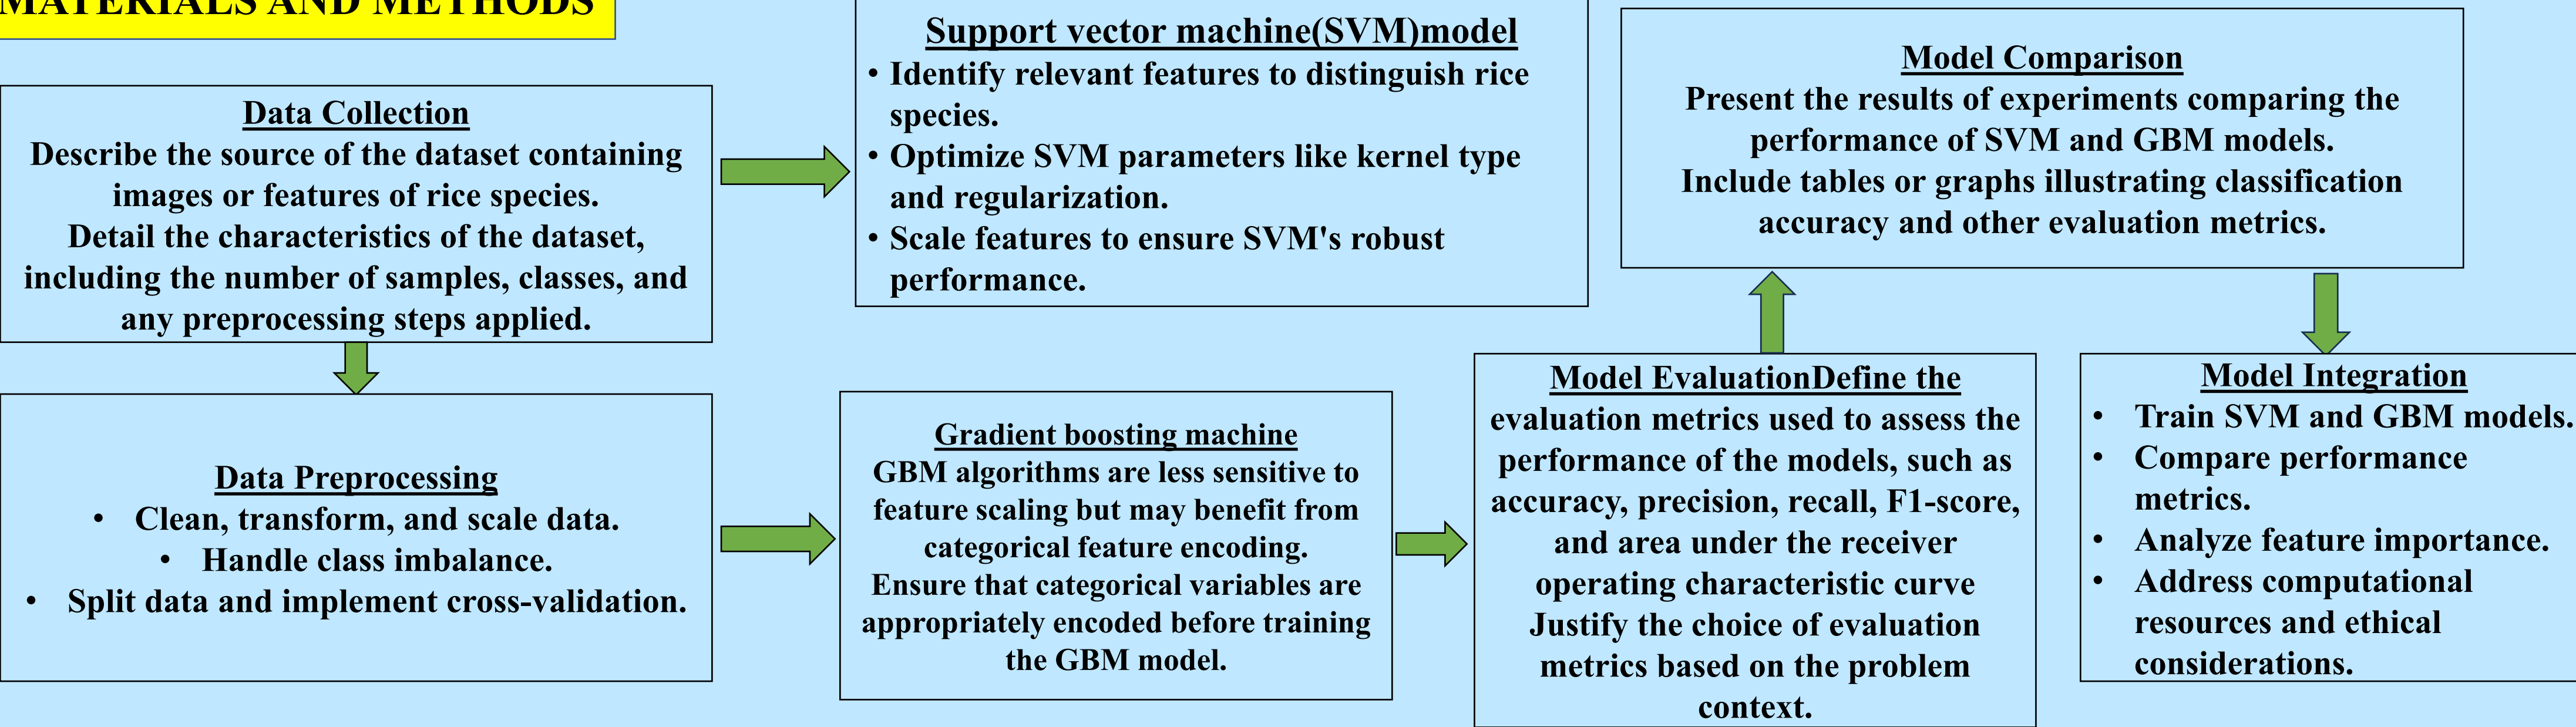 MATERIALS AND METHODS
Data Collection
Describe the source of the dataset containing
images or features of rice species.
Detail the characteristics of the dataset,
including the number of samples, classes, and
any preprocessing steps applied.
Support vector machine(SVM)model
• Identify relevant features to distinguish rice
species.
• Optimize SVM parameters like kernel type
and regularization.
• Scale features to ensure SVM's robust
performance.
Model Comparison
Present the results of experiments comparing the
performance of SVM and GBM models.
Include tables or graphs illustrating classification
accuracy and other evaluation metrics.
Data Preprocessing
• Clean, transform, and scale data.
• Handle class imbalance.
• Split data and implement cross-validation.
Gradient boosting machine
GBM algorithms are less sensitive to
feature scaling but may benefit from
categorical feature encoding.
Ensure that categorical variables are
appropriately encoded before training
the GBM model.
Model EvaluationDefine the
evaluation metrics used to assess the
performance of the models, such as
accuracy, precision, recall, F1-score,
and area under the receiver
operating characteristic curve
Justify the choice of evaluation
metrics based on the problem
context.
Model Integration
• Train SVM and GBM models.
• Compare performance
metrics.
• Analyze feature importance.
• Address computational
resources and ethical
considerations.